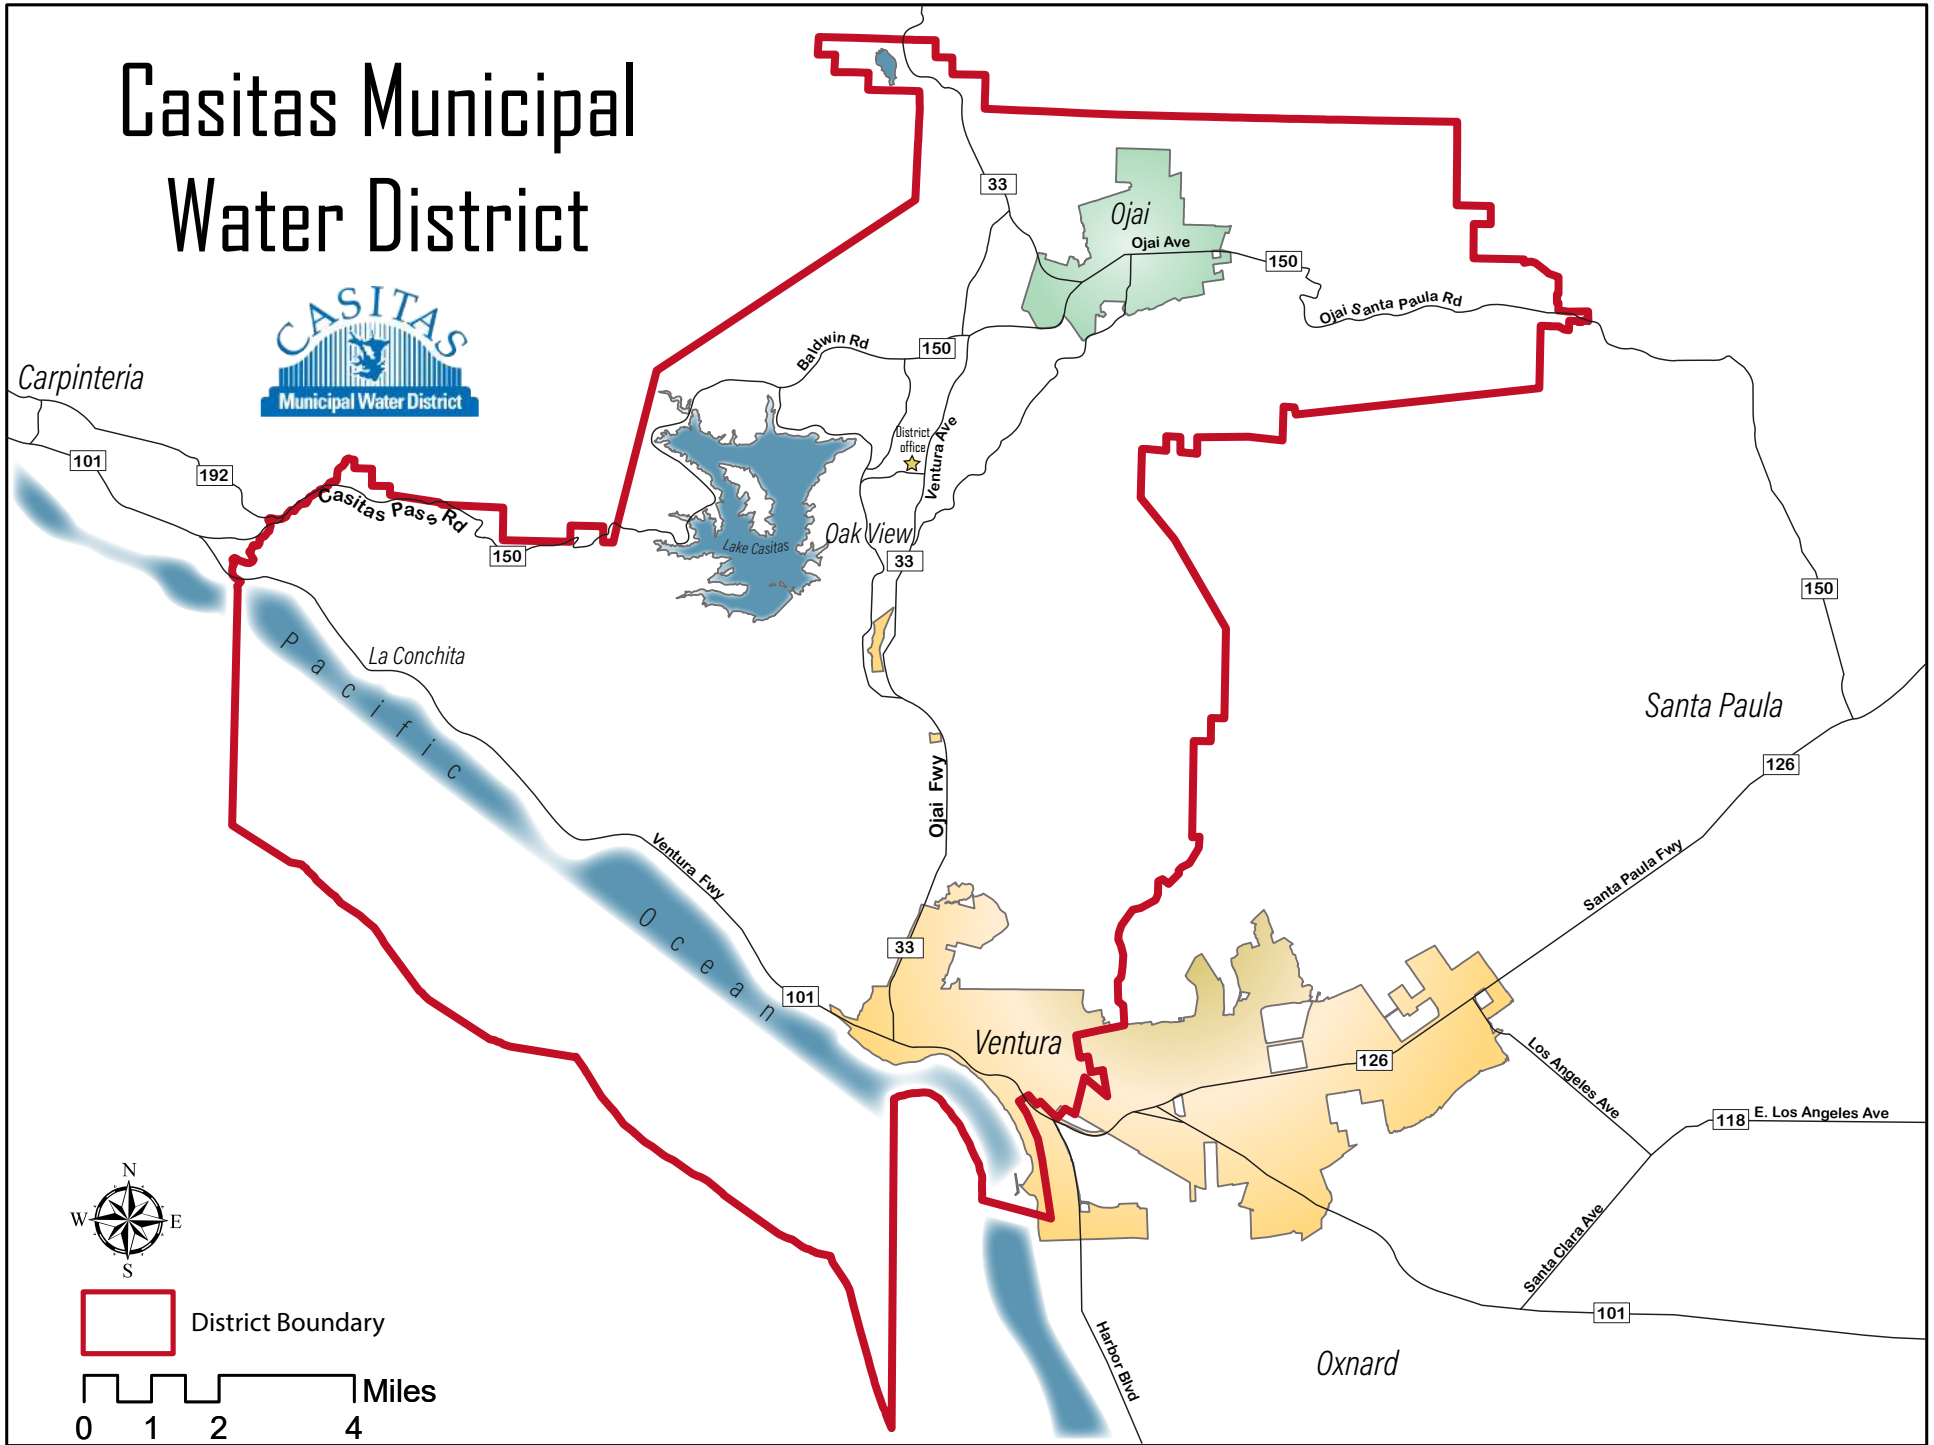 Casitas Municipal
Water District
CASITAS
Municipal Water District
Carpinteria
101
192
Casitas Pass Rd
150
33
Ojai
Ojai Ave
150
Ojai Santa Paula Rd
Baldwin Rd
150
District
office
Ventura Ave
Lake Casitas
Oak View
33
150
La Conchita
Pacific
Ocean
Santa Paula
126
Ojai Fwy
Ventura Fwy
Santa Paula Fwy
33
101
Ventura
126
Los Angeles Ave
118
E. Los Angeles Ave
Santa Clara Ave
101
Harbor Blvd
Oxnard
N
W
E
S
District Boundary
Miles
0 1 2 4